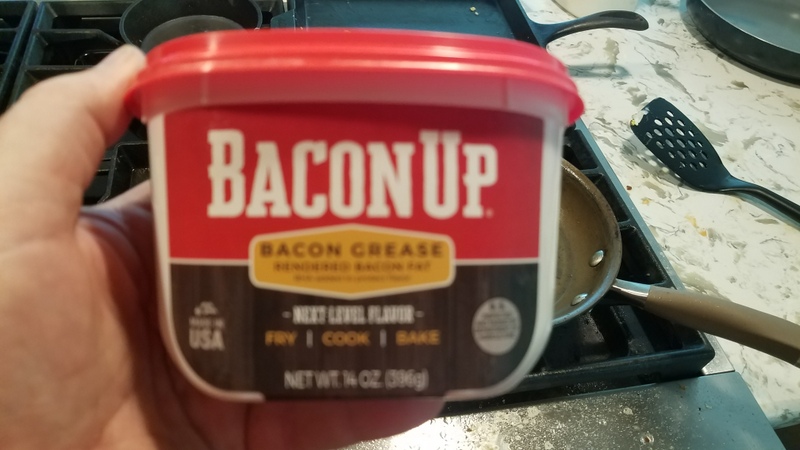 BACON UP
BACON GREASE
RENDERED BACON FAT
- NEXT LEVEL FLAVOR -
FRY | COOK | BAKE
MADE IN
USA
NET WT. 14 OZ. (396g)